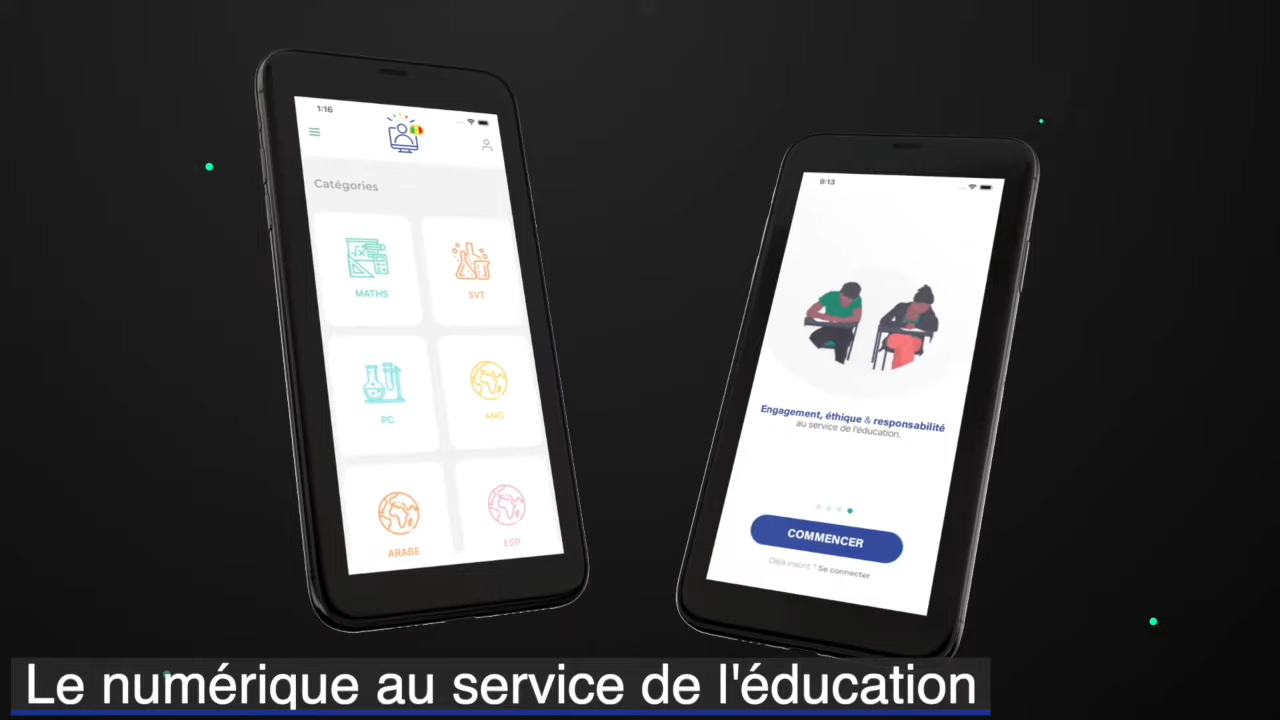 1:16
Catégories
MATHS
SVT
PC
ANG
ARABE
ESP
9:13
Engagement, éthique & responsabilité
au service de l'éducation.
COMMENCER
Déjà inscrit ? Se connecter
Le numérique au service de l'éducation